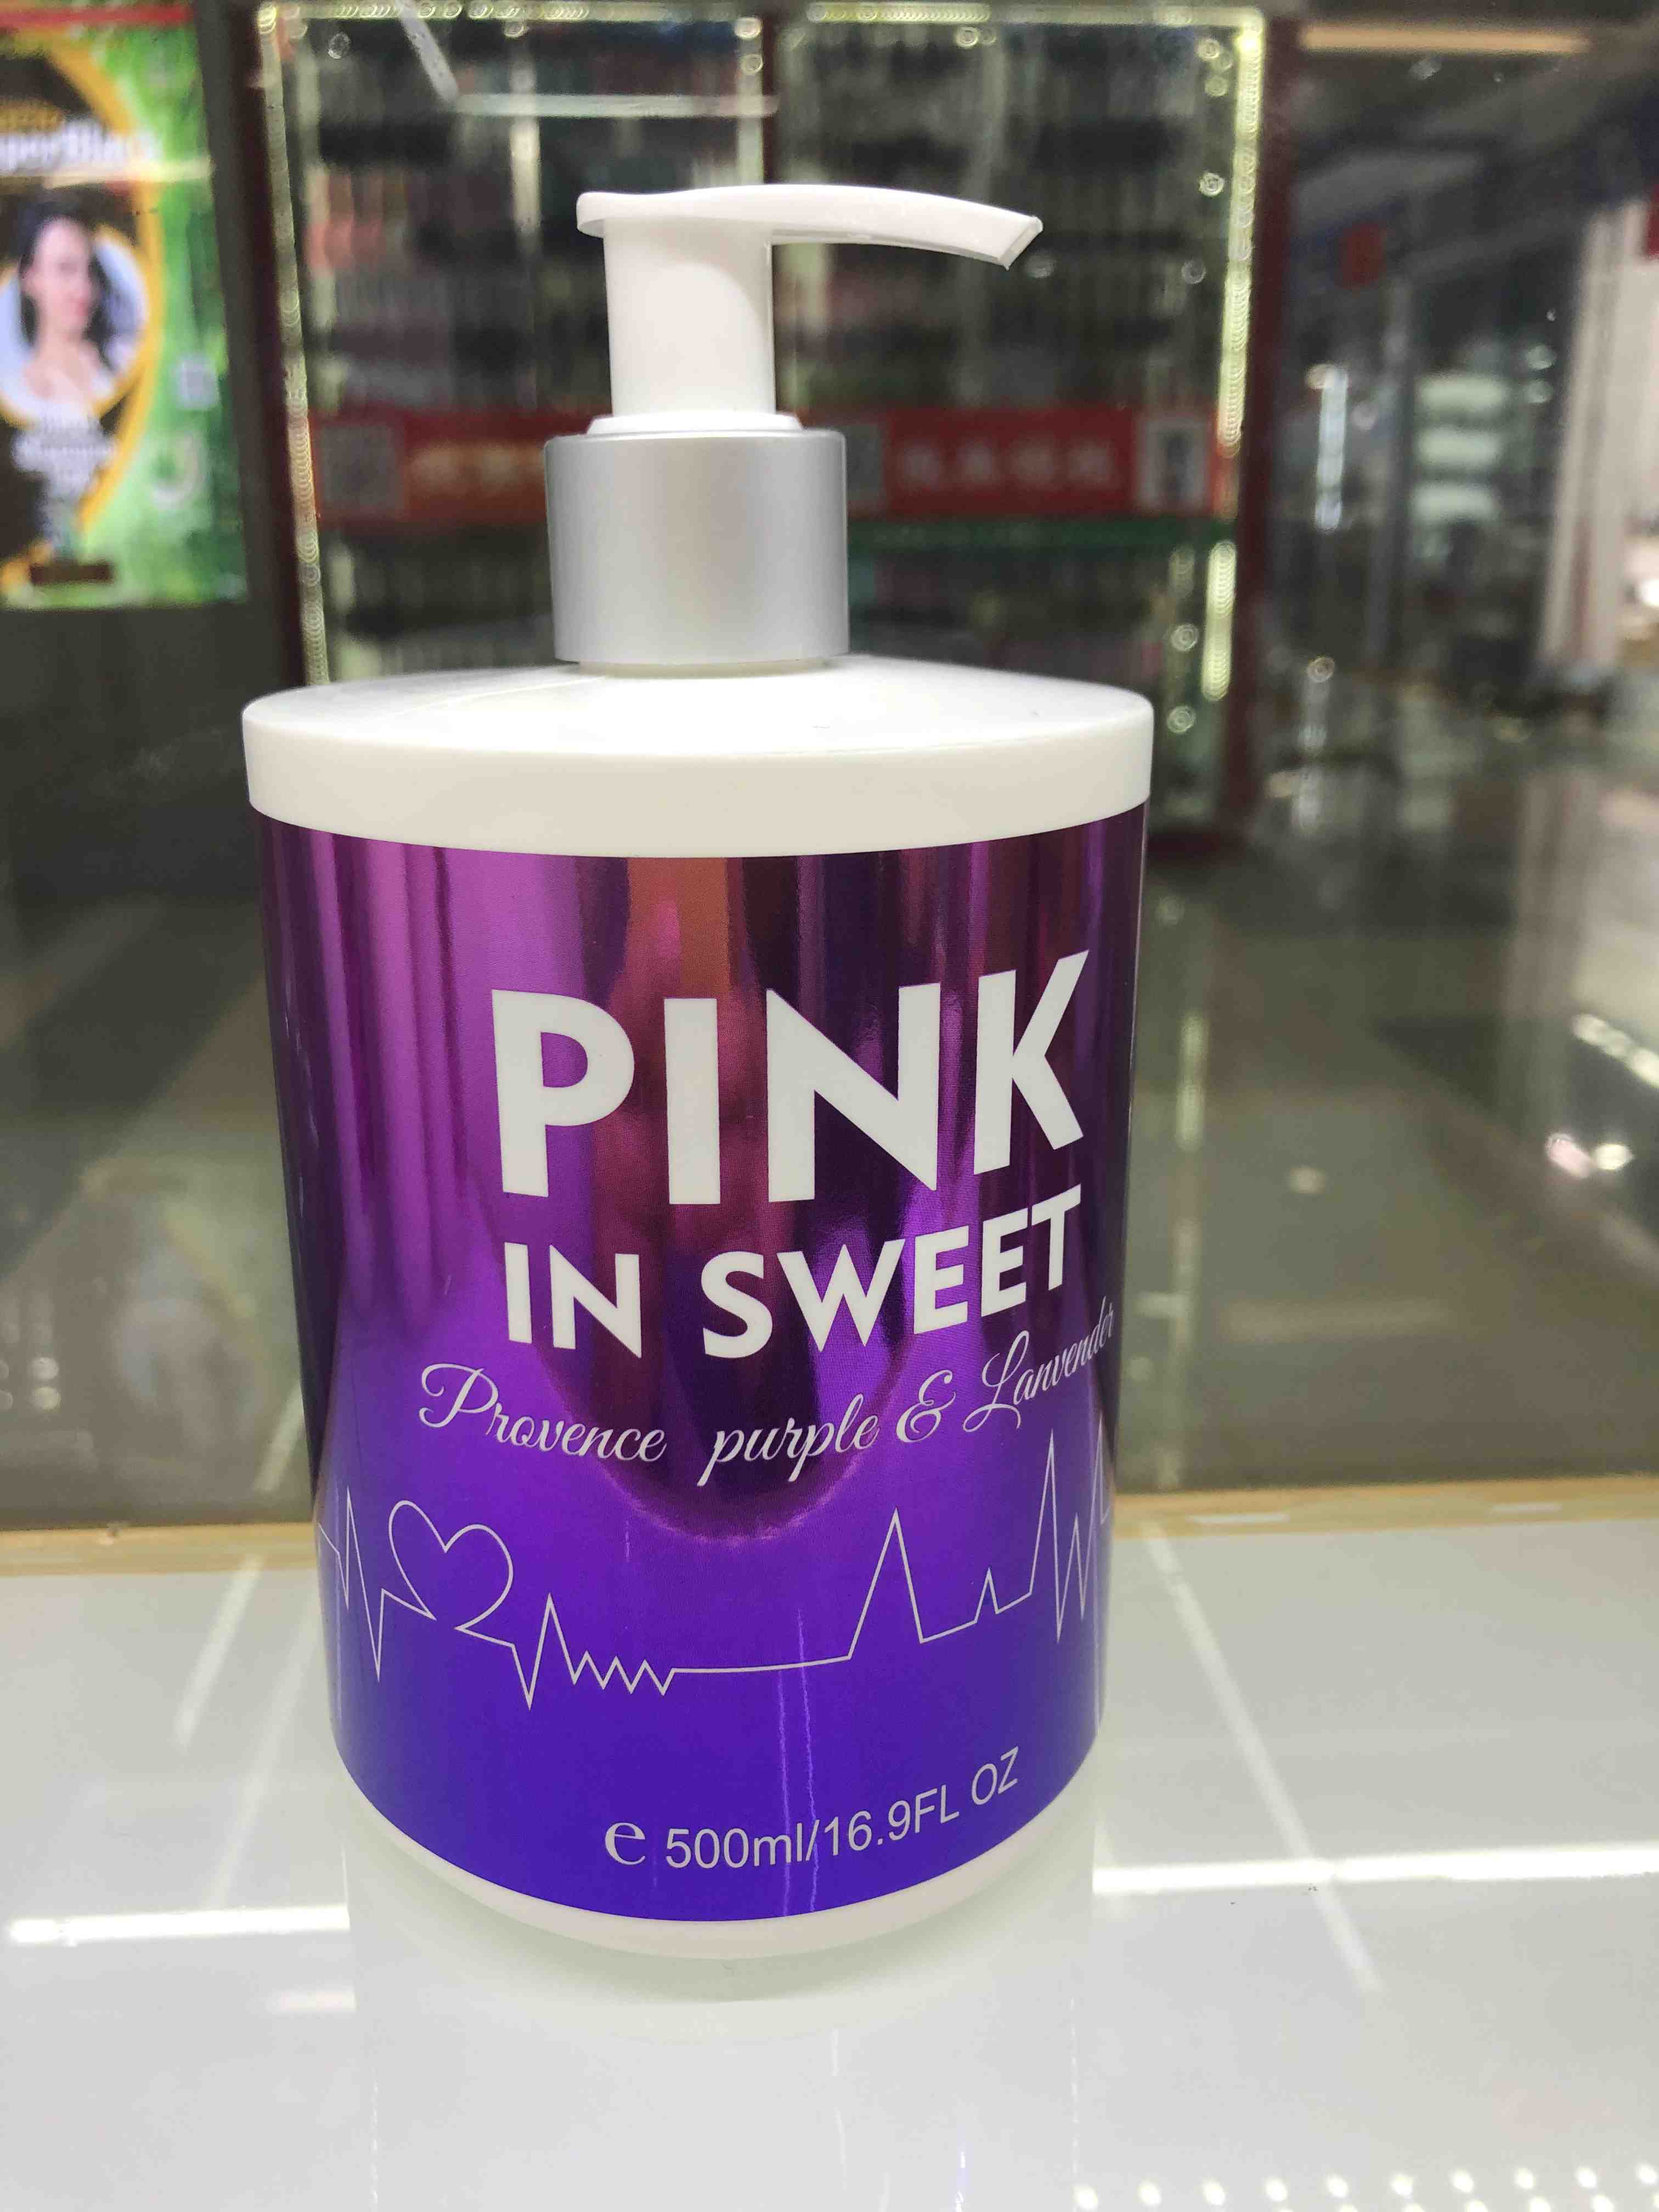 PINK
IN SWEET
Provence purple & Lanvender
e 500ml/16.9FL OZ